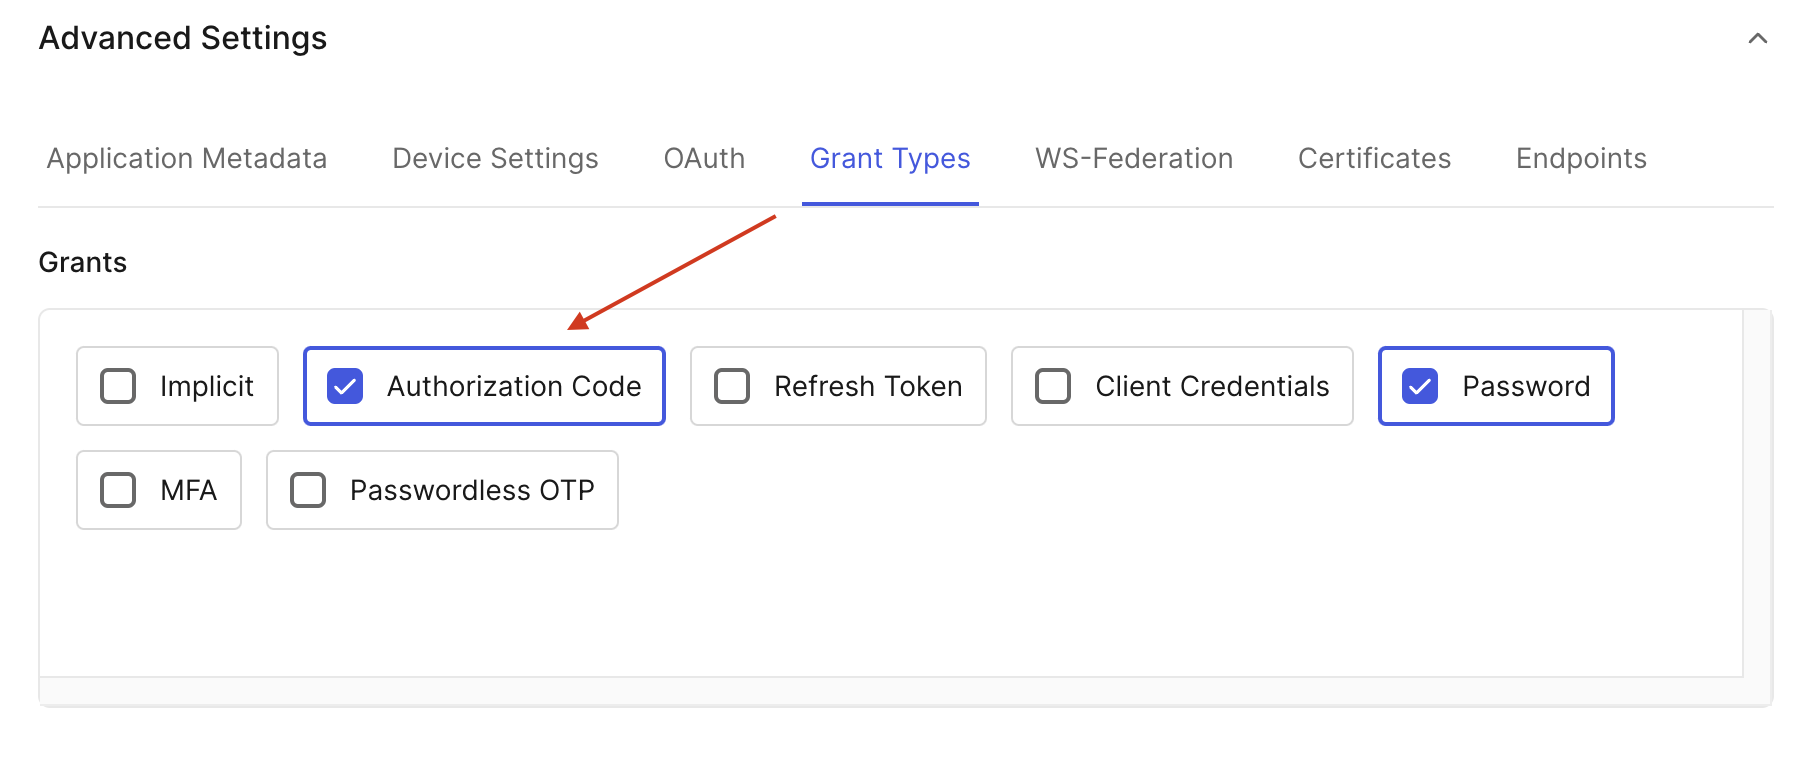 Advanced Settings
Application Metadata Device Settings OAuth Grant Types WS-Federation Certificates Endpoints
Grants
Implicit Authorization Code Refresh Token Client Credentials Password
MFA Passwordless OTP